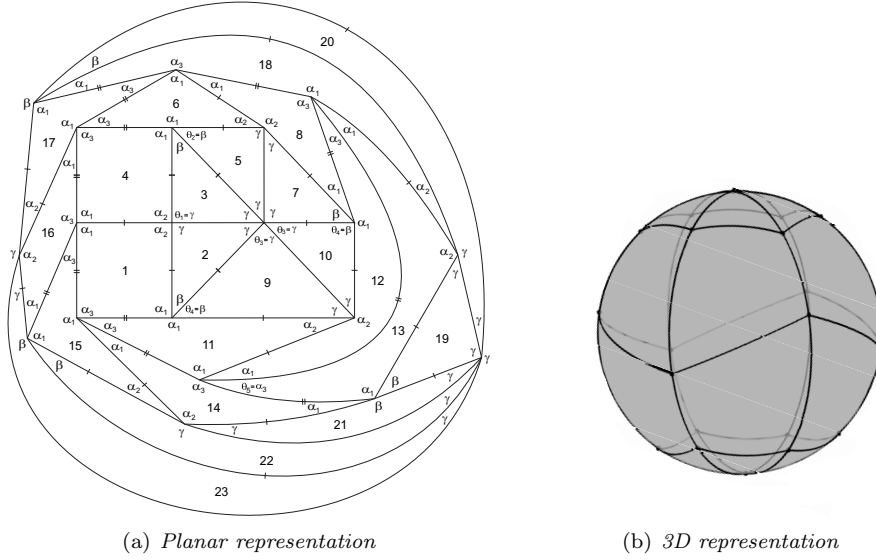 20
18
α₃
β
α₁
α₃
α₁
α₁
α₁
β
α₁
6
α₃
α₁
17
α₁
α₃
α₃
α₁
α₂
α₂
8
α₃
α₁
θ₂=β
γ
γ
α₁
4
β
5
3
7
α₁
α₂
α₂
α₃
α₁
α₂
θ₁=γ
γ
γ
β
α₁
16
α₁
α₂
γ
γ
θ₃=γ
θ₄=β
γ
α₂
α₃
θ₃=γ
10
α₂
γ
γ
1
2
9
12
γ
α₁
β
γ
γ
13
19
γ
β
α₁
α₁
α₃
θ₄=β
α₂
α₂
15
α₃
α₁
11
γ
γ
β
α₁
α₁
α₁
α₃
θ₅=α₃
α₁
β
γ
α₂
14
α₁
β
γ
α₂
γ
γ
21
22
23
(a) Planar representation
(b) 3D representation